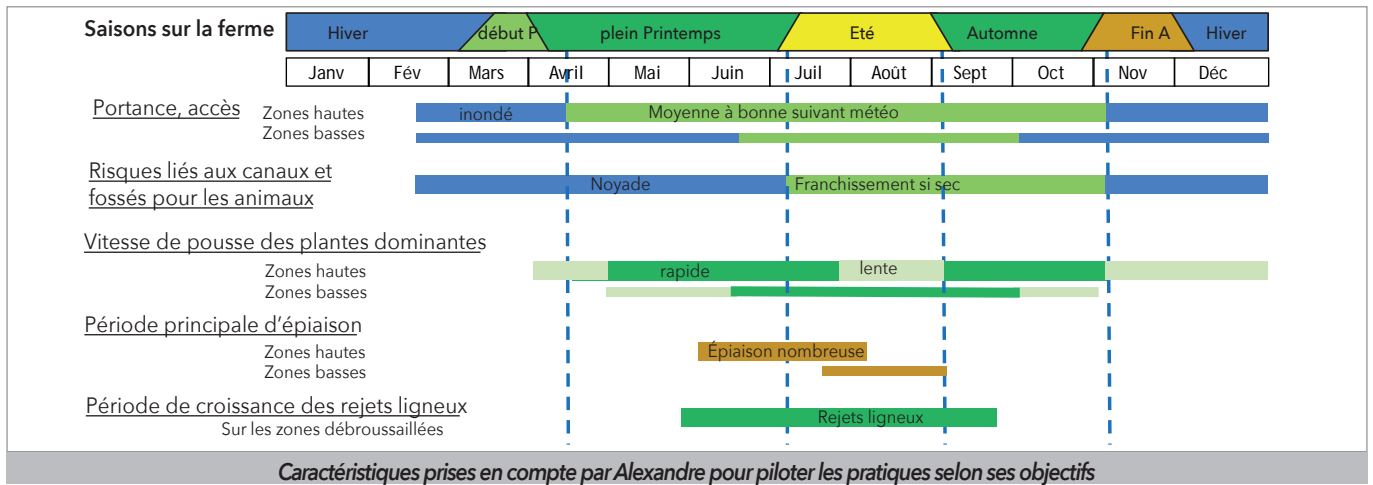 Saisons sur la ferme
Hiver début P plein Printemps Eté Automne Fin A Hiver
Janv Fév Mars Avril Mai Juin Juil Août Sept Oct Nov Déc
Portance, accès
Zones hautes inondé Moyenne à bonne suivant météo
Zones basses
Risques liés aux canaux et
fossés pour les animaux
Noyade Franchissement si sec
Vitesse de pousse des plantes dominantes
Zones hautes rapide lente
Zones basses
Période principale d'épiaison
Zones hautes Épiaison nombreuse
Zones basses
Période de croissance des rejets ligneux
Sur les zones débroussaillées Rejets ligneux
Caractéristiques prises en compte par Alexandre pour piloter les pratiques selon ses objectifs